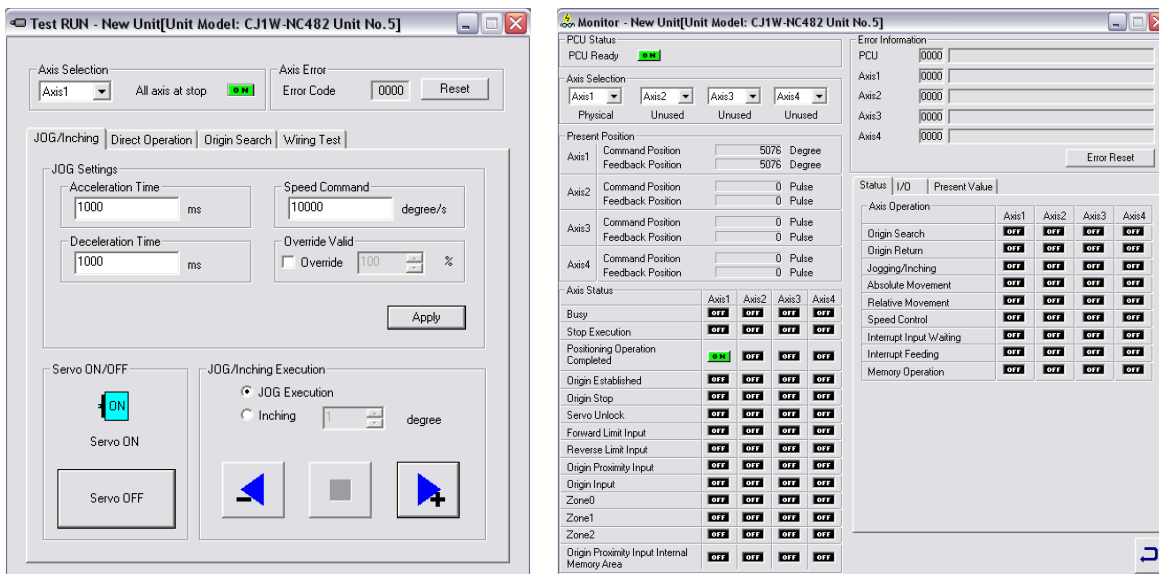 Test RUN - New Unit[Unit Model: CJ1W-NC482 Unit No.5]
Axis Selection
Axis1
All axis at stop
ON
Axis Error
Error Code
0000
Reset
JOG/Inching
Direct Operation
Origin Search
Wiring Test
JOG Settings
Acceleration Time
1000 ms
Speed Command
10000 degree/s
Deceleration Time
1000 ms
Override Valid
Override 100 %
Apply
Servo ON/OFF
ON
Servo ON
Servo OFF
JOG/Inching Execution
JOG Execution
Inching 1 degree
Monitor - New Unit[Unit Model: CJ1W-NC482 Unit No.5]
PCU Status
PCU Ready ON
Axis Selection
Axis1 Axis2 Axis3 Axis4
Physical Unused Unused Unused
Present Position
Axis1
Command Position 5076 Degree
Feedback Position 5076 Degree
Axis2
Command Position 0 Pulse
Feedback Position 0 Pulse
Axis3
Command Position 0 Pulse
Feedback Position 0 Pulse
Axis4
Command Position 0 Pulse
Feedback Position 0 Pulse
Axis Status
Axis1 Axis2 Axis3 Axis4
Busy OFF OFF OFF OFF
Stop Execution OFF OFF OFF OFF
Positioning Operation
Completed ON OFF OFF OFF
Origin Established OFF OFF OFF OFF
Origin Stop OFF OFF OFF OFF
Servo Unlock OFF OFF OFF OFF
Forward Limit Input OFF OFF OFF OFF
Reverse Limit Input OFF OFF OFF OFF
Origin Proximity Input OFF OFF OFF OFF
Origin Input OFF OFF OFF OFF
Zone0 OFF OFF OFF OFF
Zone1 OFF OFF OFF OFF
Zone2 OFF OFF OFF OFF
Origin Proximity Input Internal
Memory Area OFF OFF OFF OFF
Error Information
PCU 0000
Axis1 0000
Axis2 0000
Axis3 0000
Axis4 0000
Error Reset
Status I/O Present Value
Axis Operation
Axis1 Axis2 Axis3 Axis4
Origin Search OFF OFF OFF OFF
Origin Return OFF OFF OFF OFF
Jogging/Inching OFF OFF OFF OFF
Absolute Movement OFF OFF OFF OFF
Relative Movement OFF OFF OFF OFF
Speed Control OFF OFF OFF OFF
Interrupt Input Waiting OFF OFF OFF OFF
Interrupt Feeding OFF OFF OFF OFF
Memory Operation OFF OFF OFF OFF